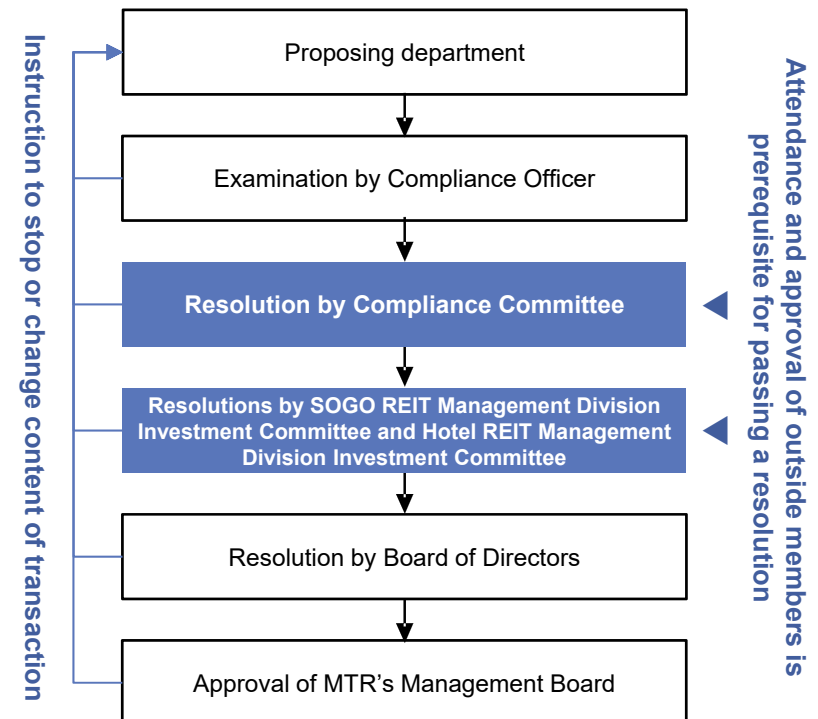 Proposing department
Examination by Compliance Officer
Resolution by Compliance Committee
Resolutions by SOGO REIT Management Division
Investment Committee and Hotel REIT Management
Division Investment Committee
Resolution by Board of Directors
Approval of MTR's Management Board
Instruction to stop or change content of transaction
Attendance and approval of outside members is
prerequisite for passing a resolution